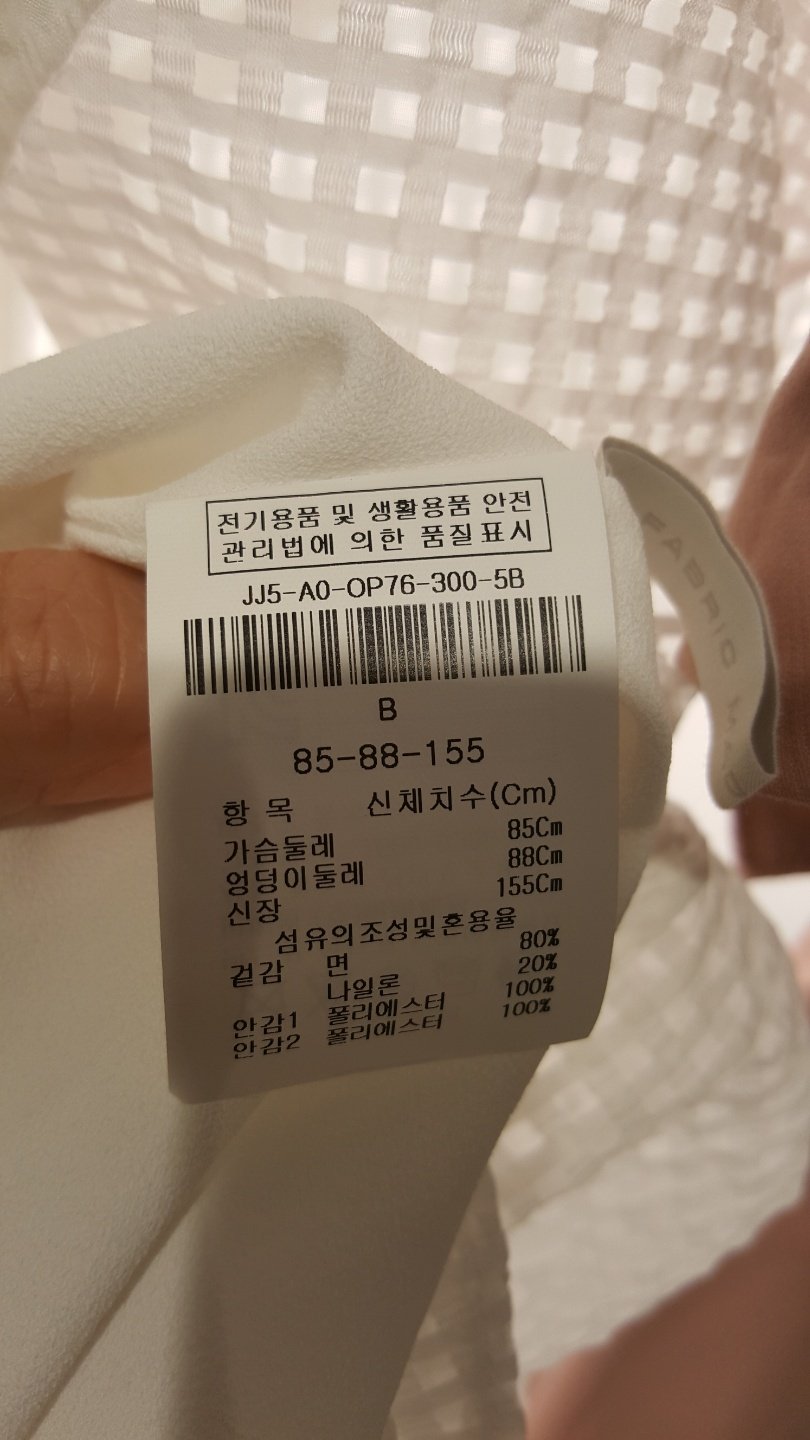 전기용품 및 생활용품 안전
관리법에 의한 품질표시
JJ5-A0-OP76-300-5B
B
85-88-155
항 목 신체치수(Cm)
가슴둘레 85Cm
엉덩이둘레 88Cm
신장 155Cm
섬유의조성및혼용율
겉감 면 80%
나일론 20%
안감1 폴리에스터 100%
안감2 폴리에스터 100%
FABRIC